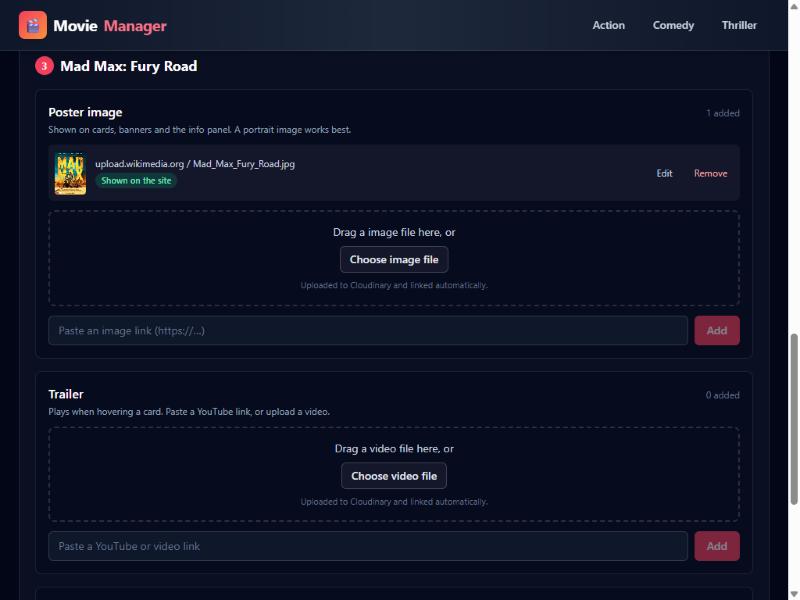 Movie Manager
Action
Comedy
Thriller
3
Mad Max: Fury Road
Poster image
1 added
Shown on cards, banners and the info panel. A portrait image works best.
MAD MAX
upload.wikimedia.org / Mad_Max_Fury_Road.jpg
Shown on the site
Edit
Remove
Drag a image file here, or
Choose image file
Uploaded to Cloudinary and linked automatically.
Paste an image link (https://...)
Add
Trailer
0 added
Plays when hovering a card. Paste a YouTube link, or upload a video.
Drag a video file here, or
Choose video file
Uploaded to Cloudinary and linked automatically.
Paste a YouTube or video link
Add